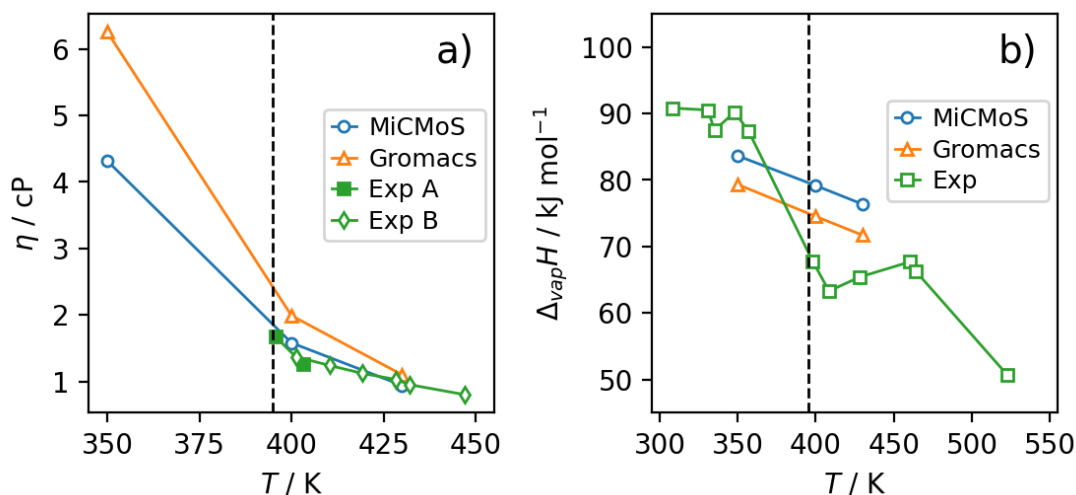 a)
6
5
4
3
2
1
η / cP
MiCMoS
Gromacs
Exp A
Exp B
350
375
400
425
450
T / K
b)
100
90
80
70
60
50
ΔvapH / kJ mol⁻¹
MiCMoS
Gromacs
Exp
300
350
400
450
500
550
T / K